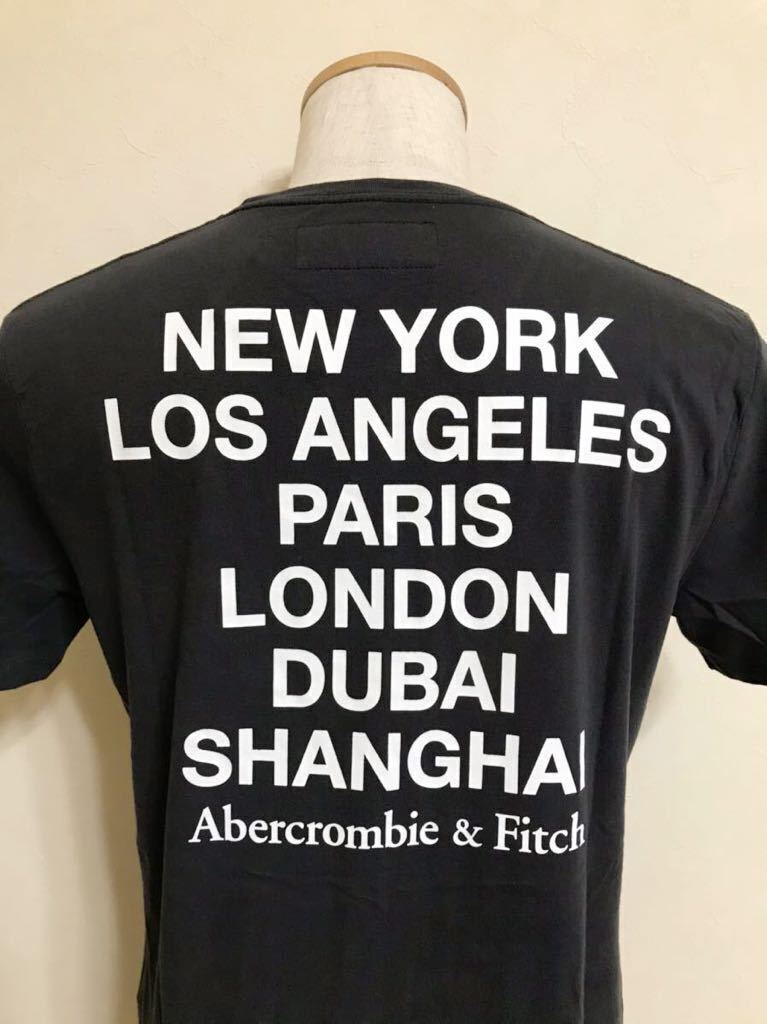 NEW YORK
LOS ANGELES
PARIS
LONDON
DUBAI
SHANGHAI
Abercrombie & Fitch